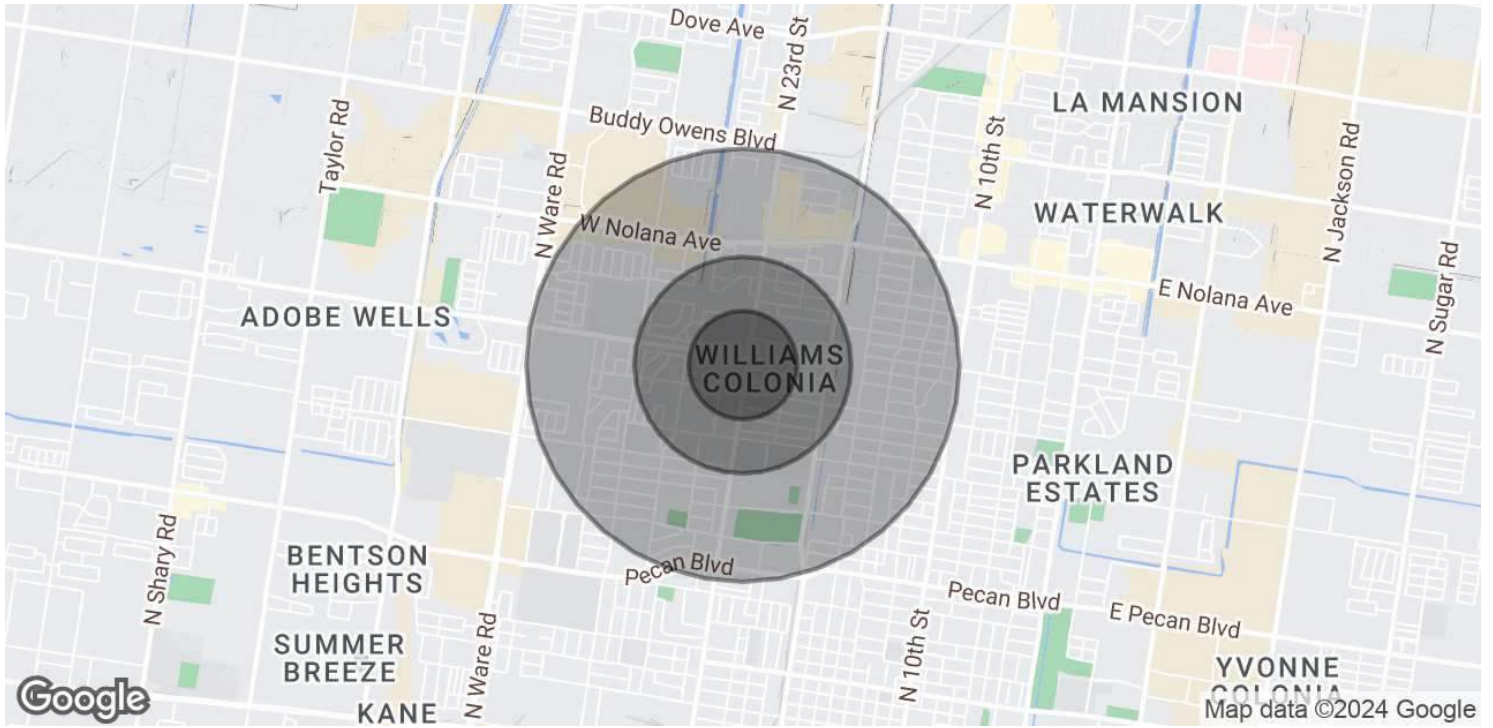 Dove Ave
N 23rd St
LA MANSION
Taylor Rd
Buddy Owens Blvd
N 10th St
N Jackson Rd
N Ware Rd
WATERWALK
W Nolana Ave
N Sugar Rd
E Nolana Ave
ADOBE WELLS
WILLIAMS
COLONIA
PARKLAND
ESTATES
N Shary Rd
BENTSON
HEIGHTS
Pecan Blvd
Pecan Blvd
E Pecan Blvd
N Ware Rd
N 10th St
SUMMER
BREEZE
YVONNE
COLONIA
KANE
Google
Map data ©2024 Google